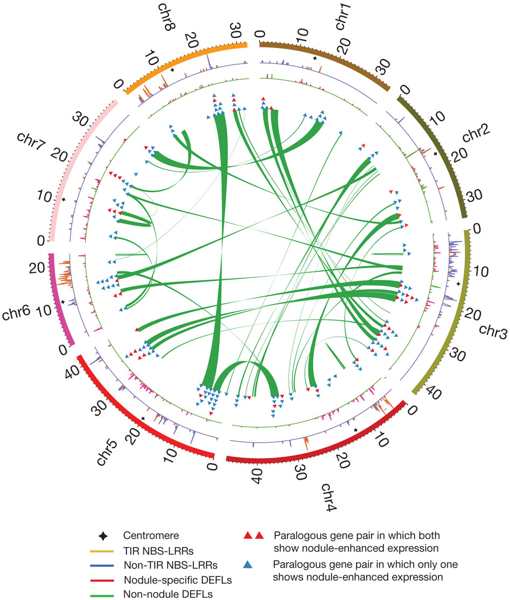 chr8
chr1
0
10
20
30
chr2
0
10
20
30
chr3
0
10
20
30
40
chr4
0
10
20
30
40
chr5
0
10
20
30
40
chr6
0
10
20
chr7
0
10
20
30
0
10
20
30
Centromere
TIR NBS-LRRs
Non-TIR NBS-LRRs
Nodule-specific DEFLs
Non-nodule DEFLs
Paralogous gene pair in which both
show nodule-enhanced expression
Paralogous gene pair in which only one
shows nodule-enhanced expression